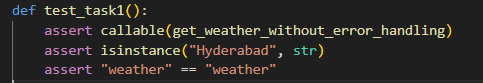 def test_task1():
    assert callable(get_weather_without_error_handling)
    assert isinstance("Hyderabad", str)
    assert "weather" == "weather"